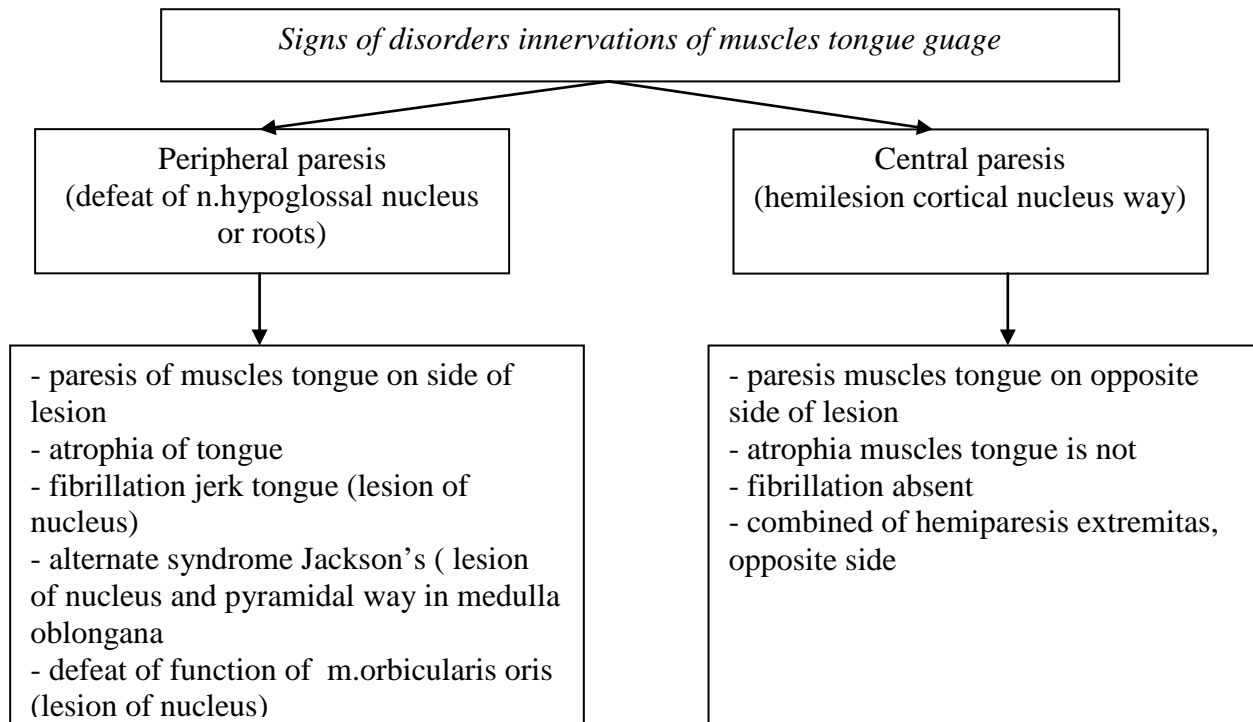 Signs of disorders innervations of muscles tongue guage
Peripheral paresis
(defeat of n.hypoglossal nucleus
or roots)
Central paresis
(hemilesion cortical nucleus way)
- paresis of muscles tongue on side of
lesion
- atrophia of tongue
- fibrillation jerk tongue (lesion of
nucleus)
- alternate syndrome Jackson’s ( lesion
of nucleus and pyramidal way in medulla
oblongana
- defeat of function of m.orbicularis oris
(lesion of nucleus)
- paresis muscles tongue on opposite
side of lesion
- atrophia muscles tongue is not
- fibrillation absent
- combined of hemiparesis extremitas,
opposite side